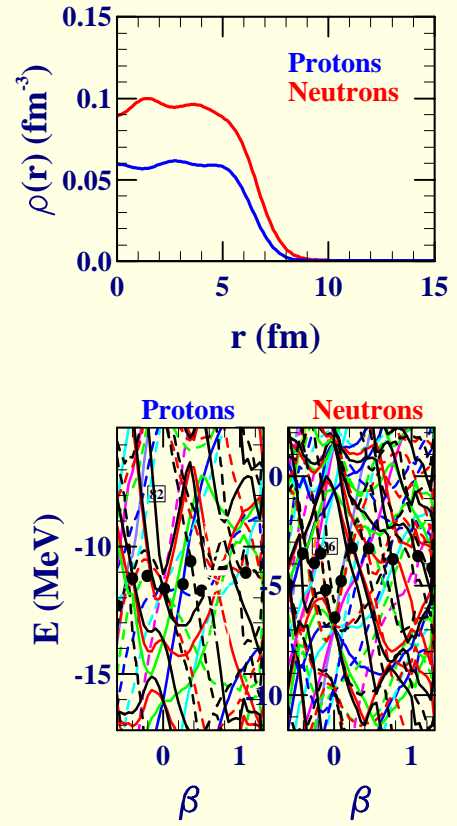 0.15
Protons
Neutrons
0.1
0.05
0.0
ρ(r) (fm-3)
0 5 10 15
r (fm)
Protons Neutrons
82
0
-10
-5
-15
10
E (MeV)
0 1 0 1
β β